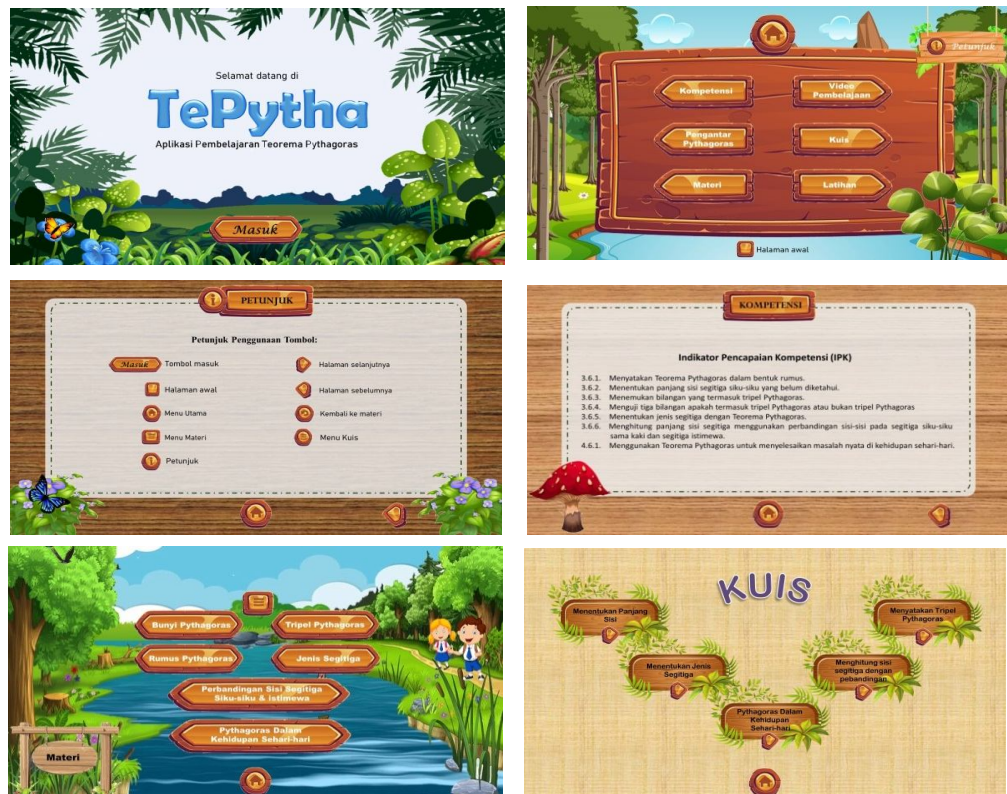 Selamat datang di
TePytha
Aplikasi Pembelajaran Teorema Pythagoras
Masuk
Petunjuk
Kompetensi
Video
Pembelajaan
Pengantar
Pythagoras
Kuis
Materi
Latihan
Halaman awal
PETUNJUK
Petunjuk Penggunaan Tombol:
Masuk Tombol masuk
Halaman awal
Menu Utama
Menu Materi
Petunjuk
Halaman selanjutnya
Halaman sebelumnya
Kembali ke materi
Menu Kuis
KOMPETENSI
Indikator Pencapaian Kompetensi (IPK)
3.6.1. Menyatakan Teorema Pythagoras dalam bentuk rumus.
3.6.2. Menentukan panjang sisi segitiga siku-siku yang belum diketahui.
3.6.3. Menemukan bilangan yang termasuk tripel Pythagoras.
3.6.4. Menguji tiga bilangan apakah termasuk tripel Pythagoras atau bukan tripel Pythagoras
3.6.5. Menentukan jenis segitiga dengan Teorema Pythagoras.
3.6.6. Menghitung panjang sisi segitiga menggunakan perbandingan sisi-sisi pada segitiga siku-siku
sama kaki dan segitiga istimewa.
4.6.1. Menggunakan Teorema Pythagoras untuk menyelesaikan masalah nyata di kehidupan sehari-hari.
Bunyi Pythagoras
Tripel Pythagoras
Rumus Pythagoras
Jenis Segitiga
Perbandingan Sisi Segitiga
Siku-siku & istimewa
Pythagoras Dalam
Kehidupan Sehari-hari
Materi
KUIS
Menentukan Panjang
Sisi
Menyatakan Tripel
Pythagoras
Menentukan Jenis
Segitiga
Menghitung sisi
segitiga dengan
pebandingan
Pythagoras Dalam
Kehidupan
Sehari-hari